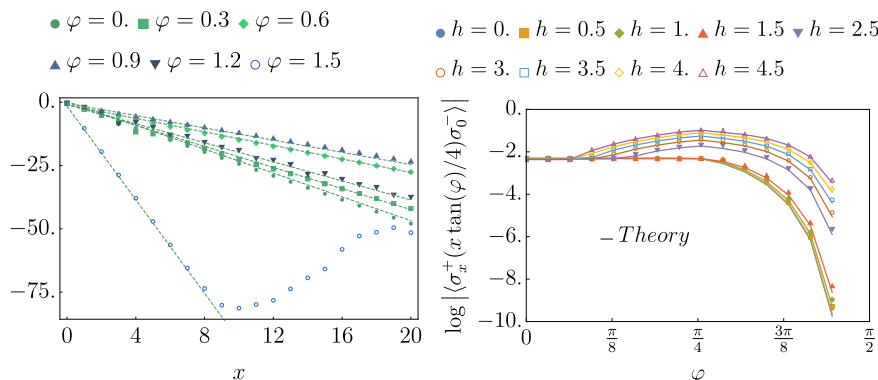 φ = 0. φ = 0.3 φ = 0.6
φ = 0.9 φ = 1.2 φ = 1.5
0.
−25.
−50.
−75.
0 4 8 12 16 20
x
h = 0. h = 0.5 h = 1. h = 1.5 h = 2.5
h = 3. h = 3.5 h = 4. h = 4.5
log |⟨σ_x^+(x tan(φ)/4)σ_0^−⟩|
0.
−2.
−4.
−6.
−8.
−10.
− Theory
0 π/8 π/4 3π/8 π/2
φ